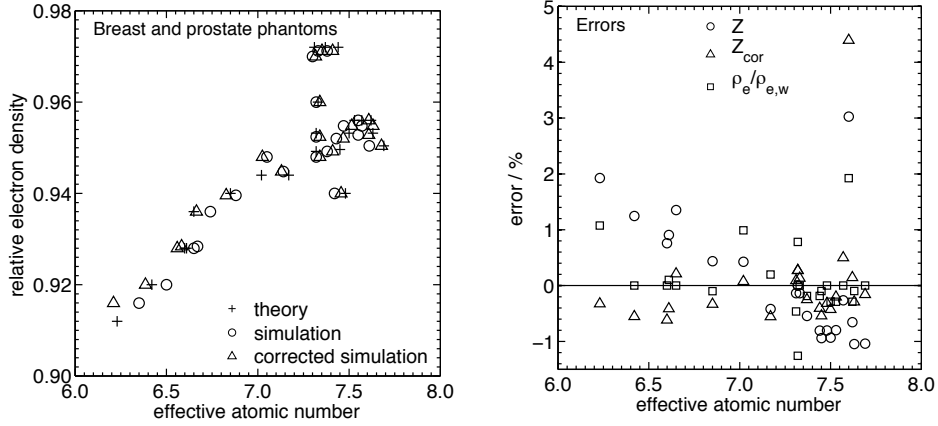 Breast and prostate phantoms
relative electron density
0.98
0.96
0.94
0.92
0.90
+ theory
○ simulation
△ corrected simulation
6.0 6.5 7.0 7.5 8.0
effective atomic number
Errors
error / %
5
4
3
2
1
0
−1
○ Z
△ Z_cor
□ ρ_e/ρ_e,w
6.0 6.5 7.0 7.5 8.0
effective atomic number